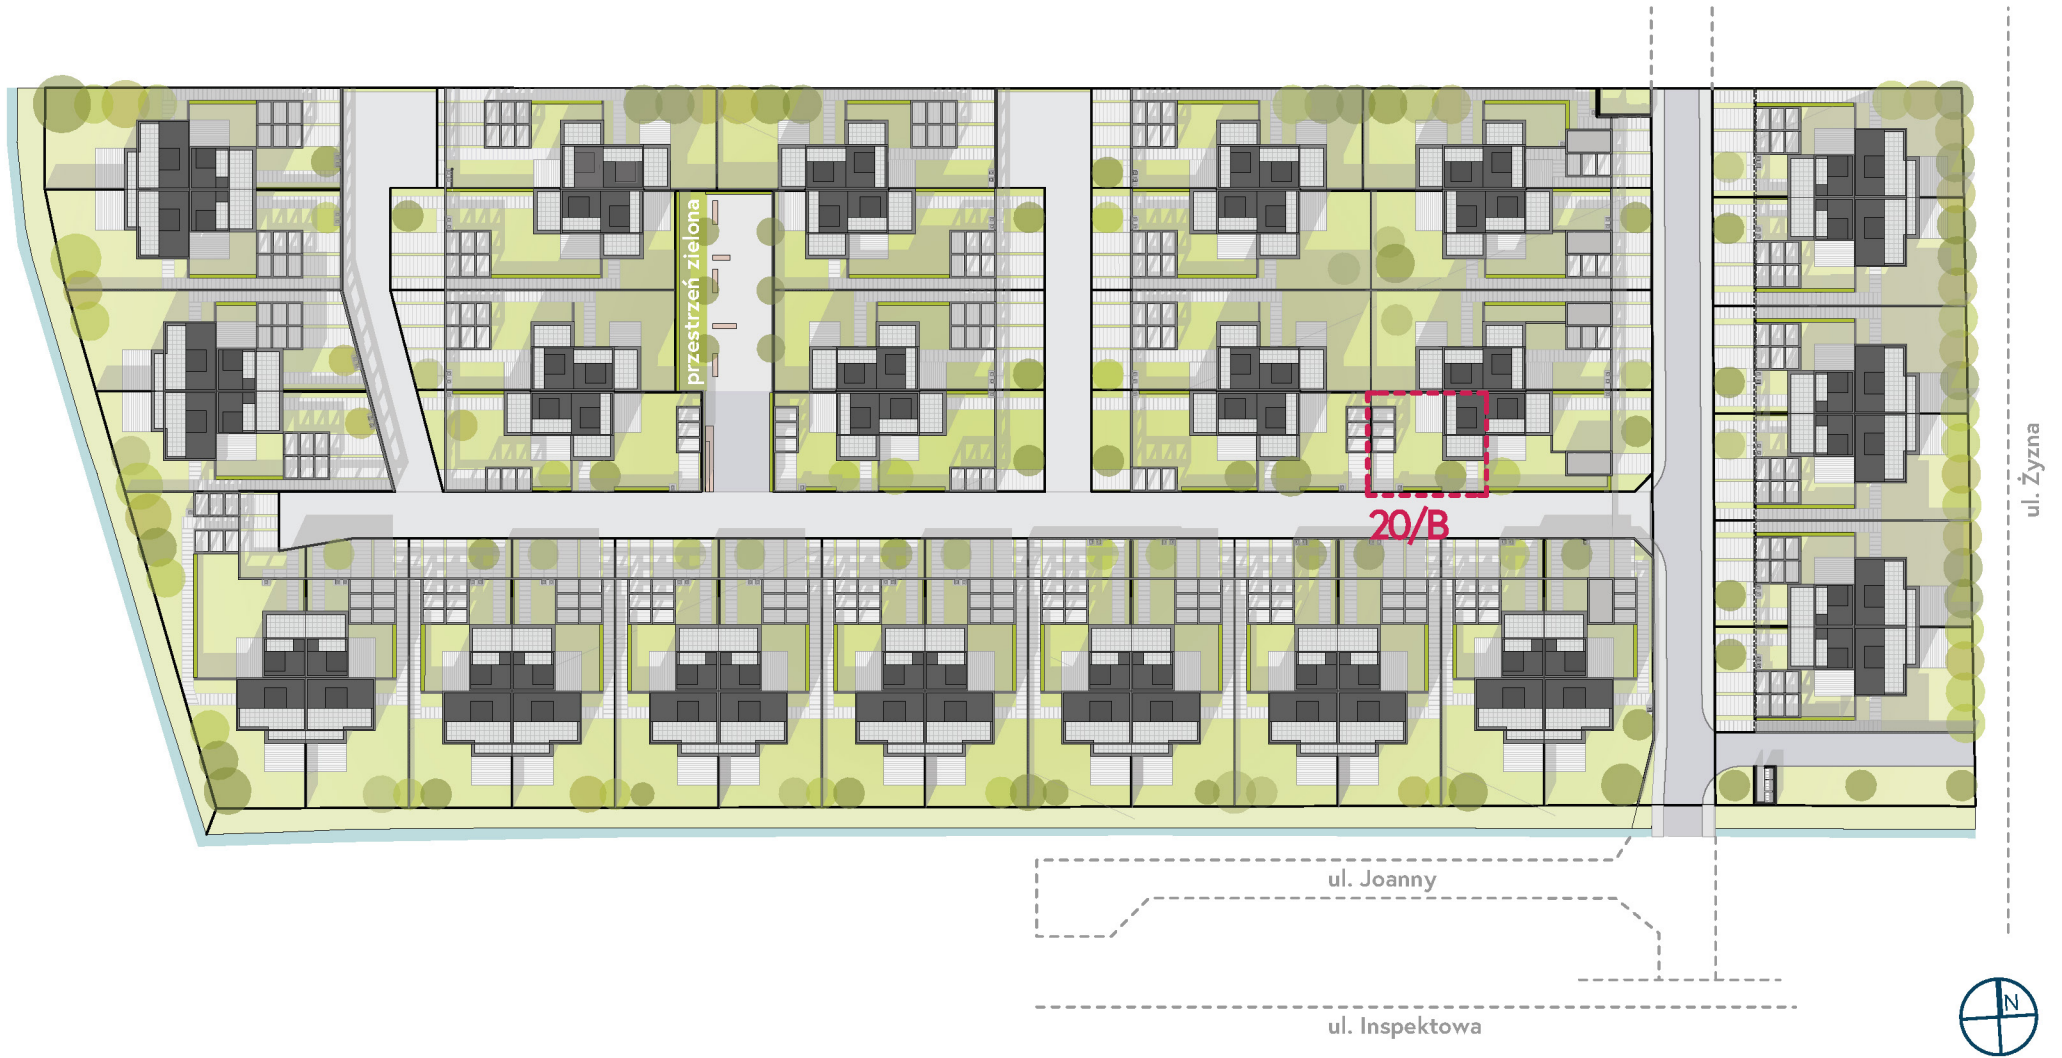 przestrzeń zielona
20/B
ul. Żyzna
ul. Joanny
ul. Inspektowa
N